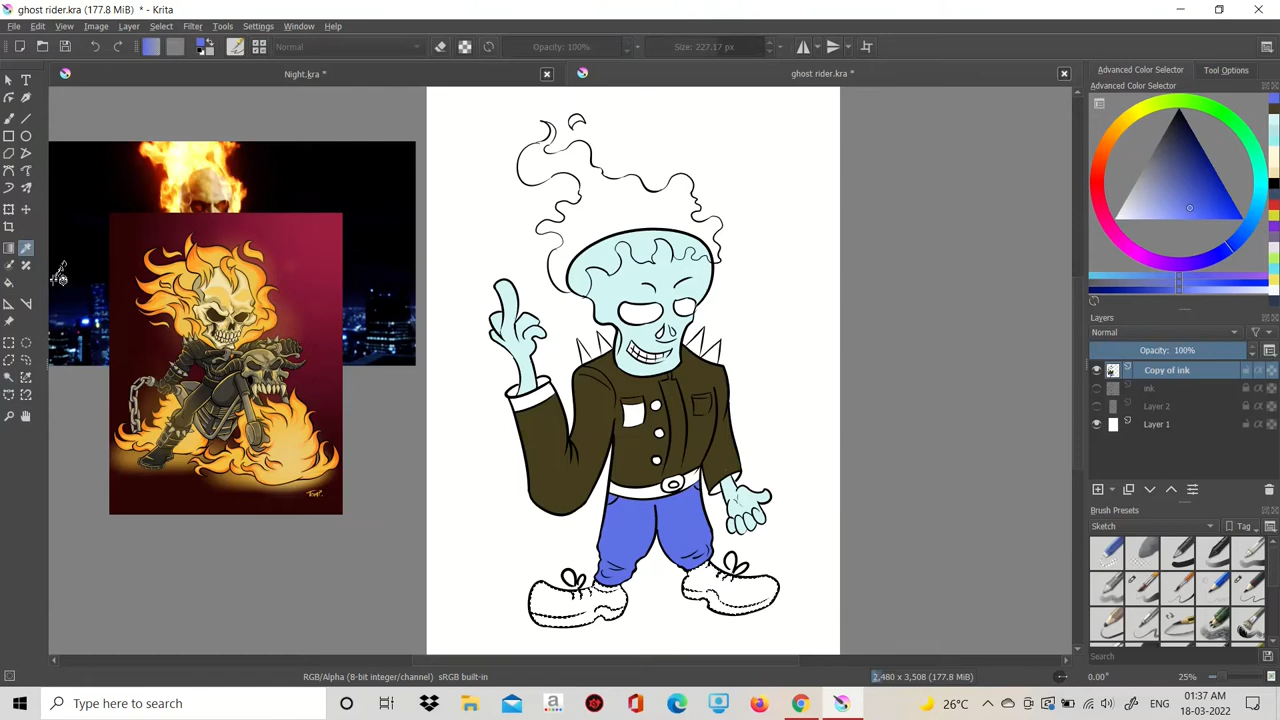 ghost rider.kra (177.8 MiB) * - Krita
File Edit View Image Layer Select Filter Tools Settings Window Help
Normal Opacity: 100% Size: 227.17 px
Night.kra * ghost rider.kra *
Advanced Color Selector Tool Options
Advanced Color Selector
Layers
Normal
Opacity: 100%
Copy of ink
ink
Layer 2
Layer 1
Brush Presets
Sketch Tag
Search
RGB/Alpha (8-bit integer/channel) sRGB built-in 2,480 x 3,508 (177.8 MiB) 0.00° 25%
Type here to search 26°C ENG 01:37 AM
18-03-2022